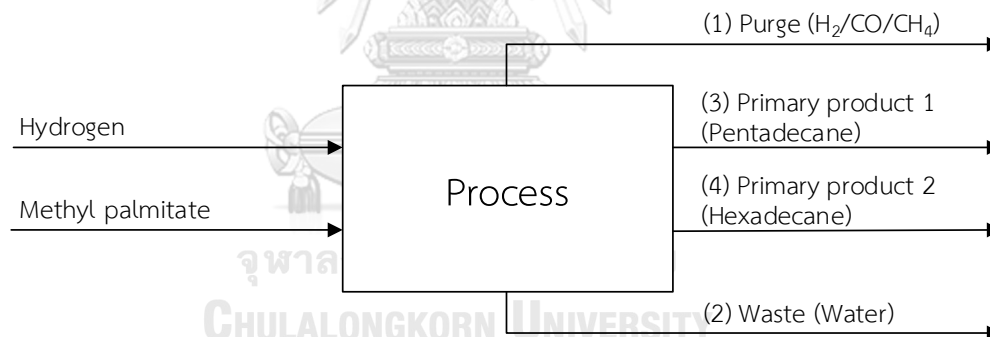 (1) Purge (H₂/CO/CH₄)
Hydrogen
(3) Primary product 1
(Pentadecane)
Methyl palmitate
Process
(4) Primary product 2
(Hexadecane)
จุฬาล
CHULALONGKORN UNIVERSITY
(2) Waste (Water)